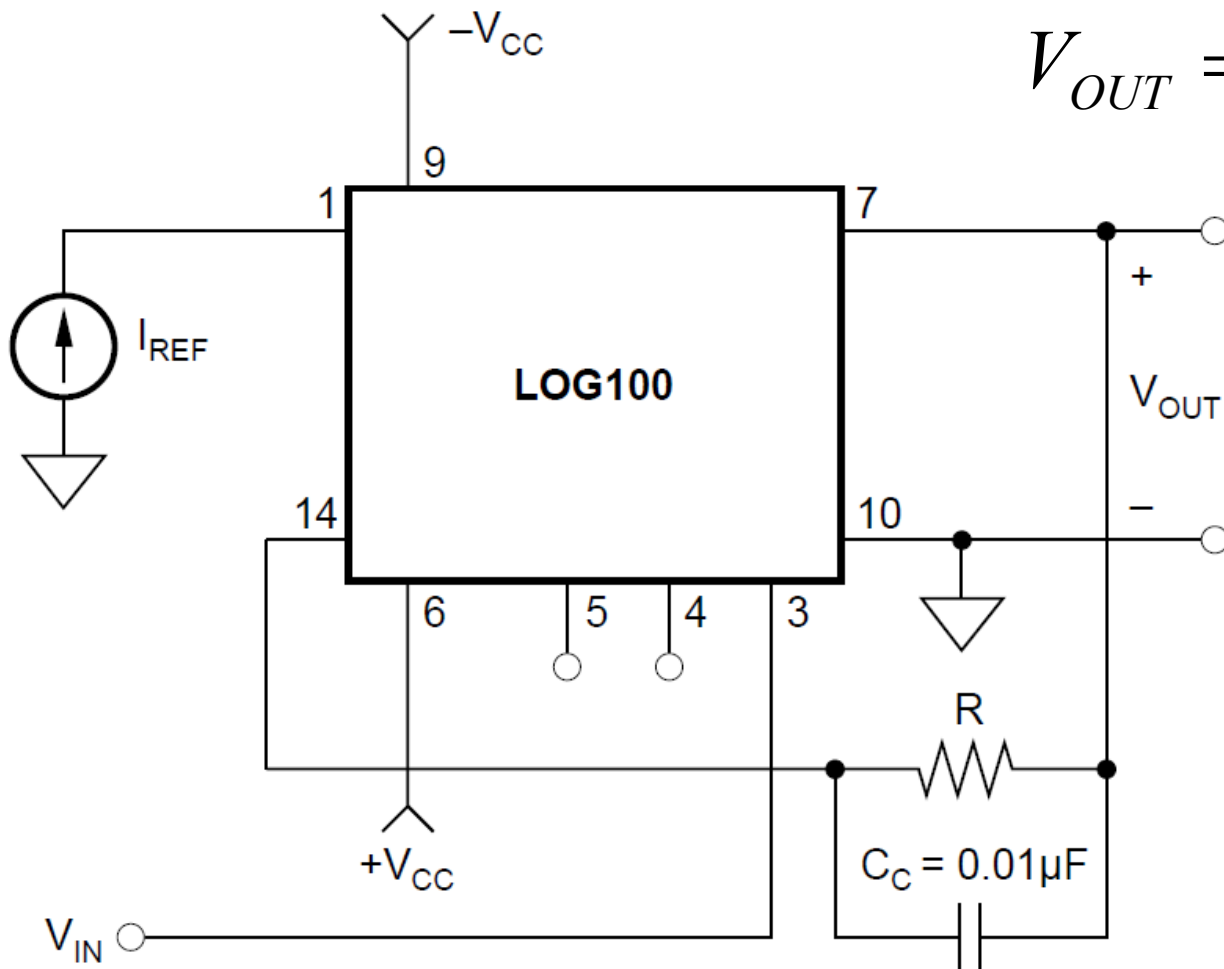 –V_CC
V_OUT =
9
1
7
+
I_REF
LOG100
V_OUT
14
10
–
6
5
4
3
R
+V_CC
C_C = 0.01µF
V_IN